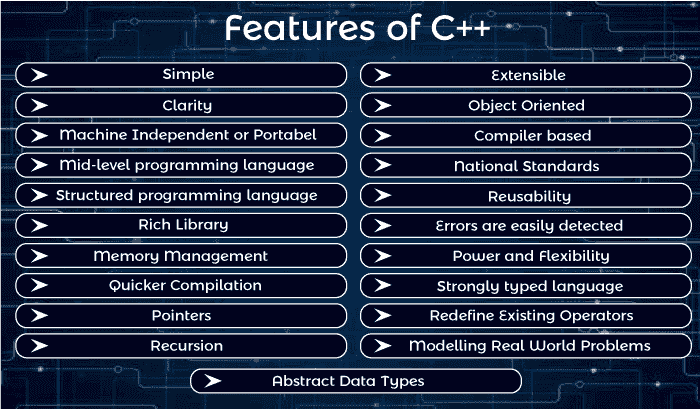 Features of C++
Simple
Clarity
Machine Independent or Portabel
Mid-level programming language
Structured programming language
Rich Library
Memory Management
Quicker Compilation
Pointers
Recursion
Extensible
Object Oriented
Compiler based
National Standards
Reusability
Errors are easily detected
Power and Flexibility
Strongly typed language
Redefine Existing Operators
Modelling Real World Problems
Abstract Data Types